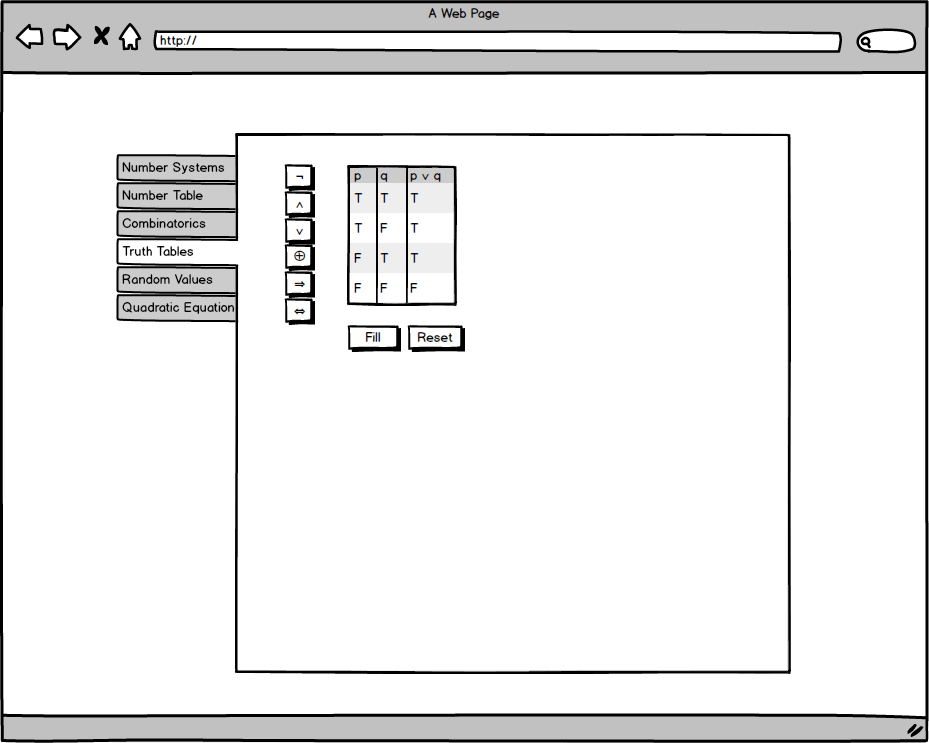 A Web Page
http://
Number Systems
Number Table
Combinatorics
Truth Tables
Random Values
Quadratic Equation
¬
∧
∨
⊕
⇒
⇔
p q p ∨ q
T T T
T F T
F T T
F F F
Fill Reset